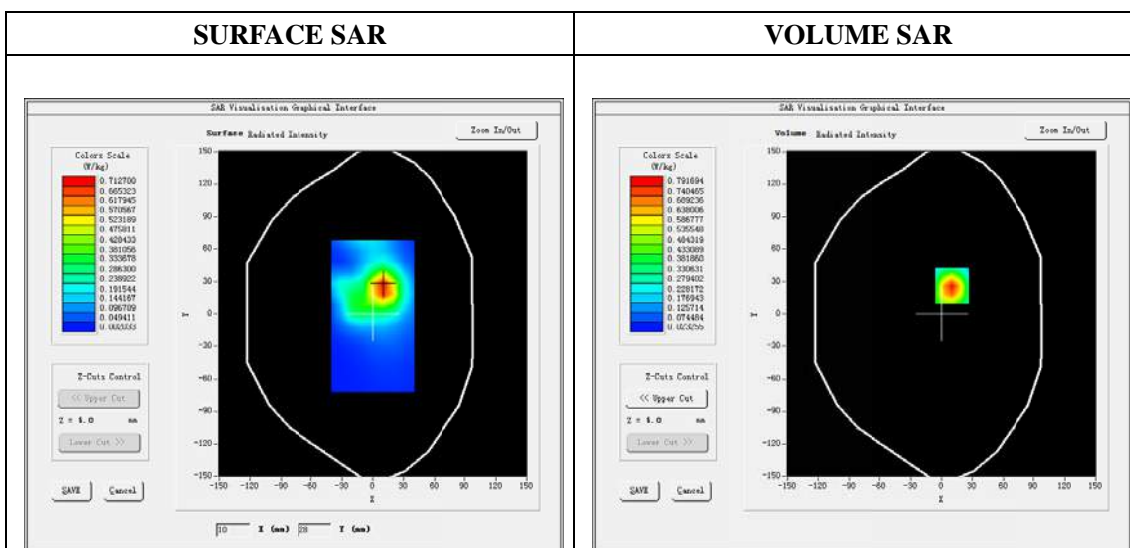 SURFACE SAR
SAR Visualisation Graphical Interface
Surface Radiated Intensity
Zoom In/Out
Colors Scale
(W/kg)
0.712700
0.665323
0.617945
0.570567
0.523189
0.475811
0.428433
0.381056
0.333678
0.286300
0.238922
0.191544
0.144167
0.096789
0.049411
0.002033
Z-Cuts Control
<< Upper Cut
Lower Cut >>
SAVE
Cancel
150
120
90
60
30
0
-30
-60
-90
-120
-150
Y
-150 -120 -90 -60 -30 0 30 60 90 120 150
X
10 X (mm) 28 Y (mm)
VOLUME SAR
SAR Visualisation Graphical Interface
Volume Radiated Intensity
Zoom In/Out
Colors Scale
(W/kg)
0.791694
0.740465
0.689236
0.638006
0.586777
0.535548
0.484319
0.433089
0.381860
0.330631
0.279402
0.228172
0.176943
0.125714
0.074484
0.023255
Z-Cuts Control
<< Upper Cut
Lower Cut >>
SAVE
Cancel
150
120
90
60
30
0
-30
-60
-90
-120
-150
Y
-150 -120 -90 -60 -30 0 30 60 90 120 150
X